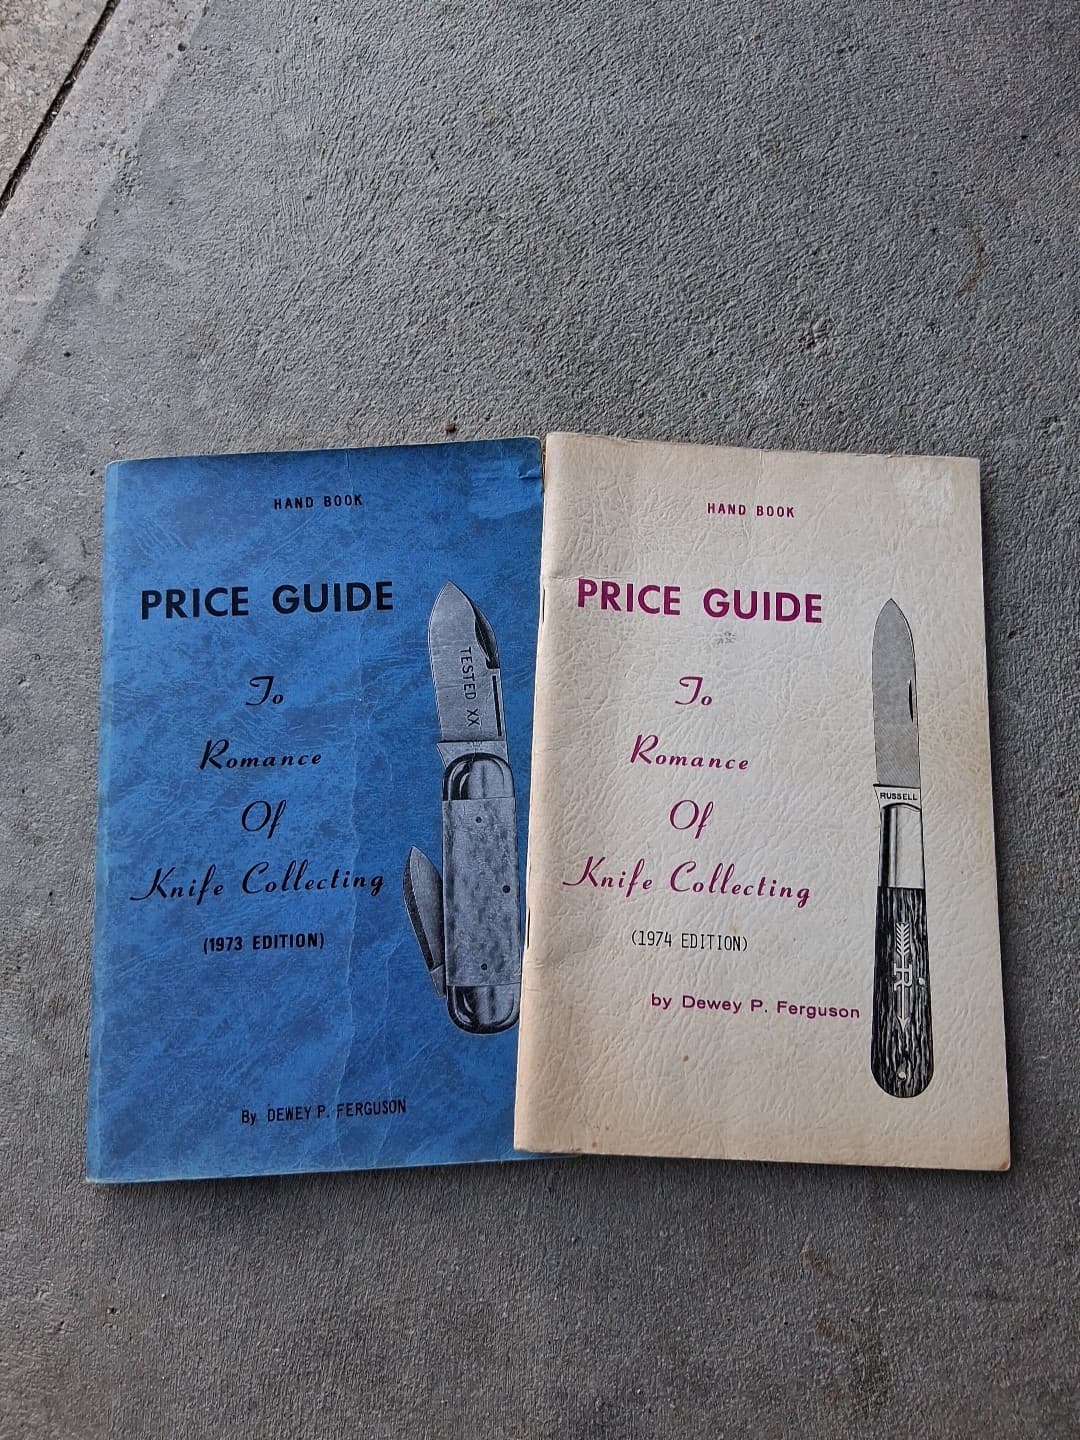 HAND BOOK
PRICE GUIDE
To
Romance
Of
Knife Collecting
(1973 EDITION)
By DEWEY P. FERGUSON
TESTED XX
HAND BOOK
PRICE GUIDE
To
Romance
Of
Knife Collecting
(1974 EDITION)
by Dewey P. Ferguson
RUSSELL